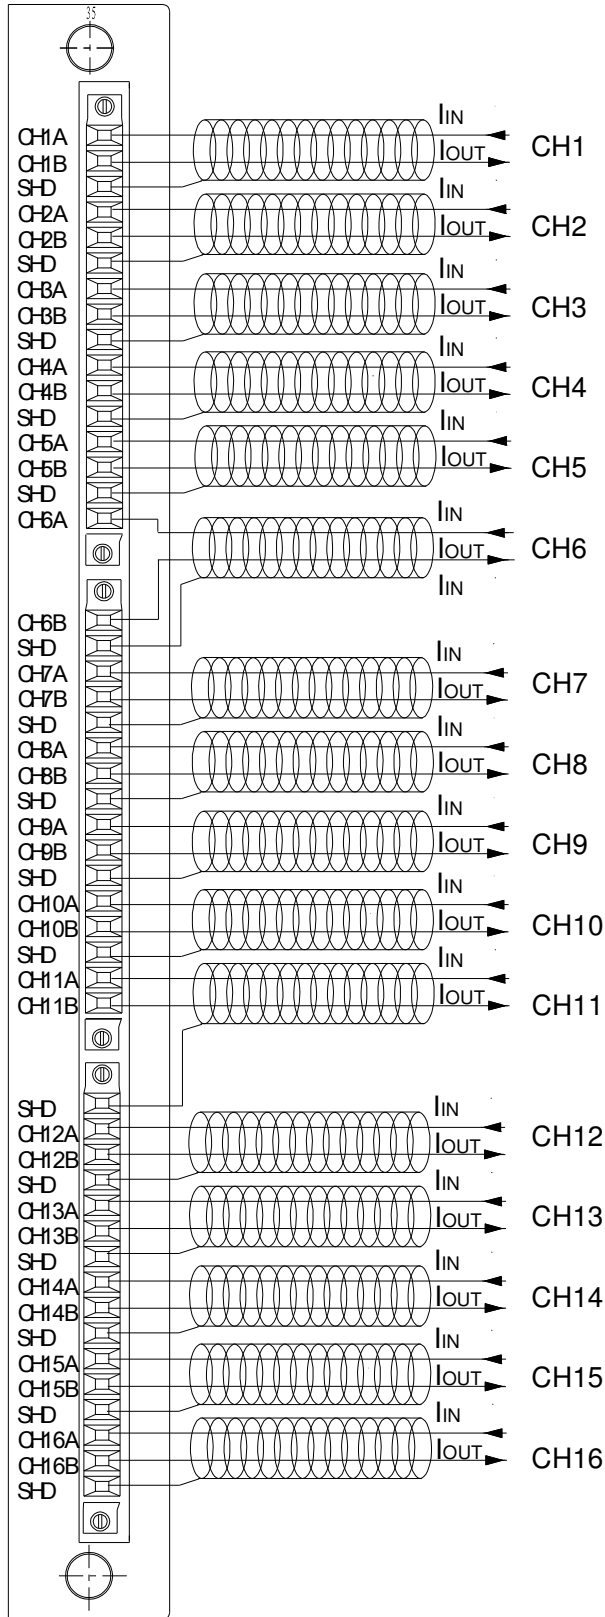 35
IIN
CH1A
CH1
CH1B
IOUT
SHD
IIN
CH2A
CH2
CH2B
IOUT
SHD
IIN
CH3A
CH3
CH3B
IOUT
SHD
IIN
CH4A
CH4
CH4B
IOUT
SHD
IIN
CH5A
CH5
CH5B
IOUT
SHD
CH6A
IIN
IOUT
CH6
IIN
CH6B
SHD
IIN
CH7A
CH7
CH7B
IOUT
SHD
IIN
CH8A
CH8
CH8B
IOUT
SHD
IIN
CH9A
CH9
CH9B
IOUT
SHD
IIN
CH10A
CH10
CH10B
IOUT
SHD
IIN
CH11A
CH11
CH11B
IOUT
SHD
IIN
CH12A
CH12
CH12B
IOUT
SHD
IIN
CH13A
CH13
CH13B
IOUT
SHD
IIN
CH14A
CH14
CH14B
IOUT
SHD
IIN
CH15A
CH15
CH15B
IOUT
SHD
IIN
CH16A
CH16
CH16B
IOUT
SHD